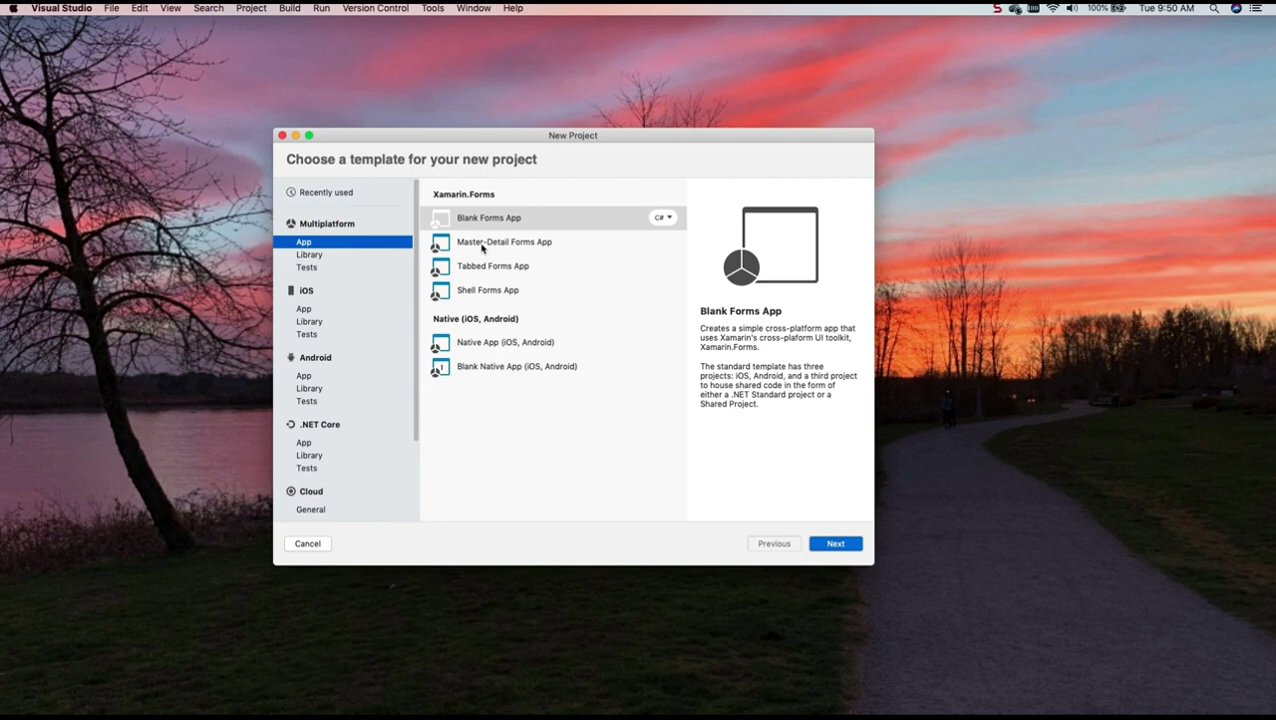 Visual Studio File Edit View Search Project Build Run Version Control Tools Window Help
100% Tue 9:50 AM
New Project
Choose a template for your new project
Recently used
Multiplatform
App
Library
Tests
iOS
App
Library
Tests
Android
App
Library
Tests
.NET Core
App
Library
Tests
Cloud
General
Xamarin.Forms
Blank Forms App C#
Master-Detail Forms App
Tabbed Forms App
Shell Forms App
Native (iOS, Android)
Native App (iOS, Android)
Blank Native App (iOS, Android)
Blank Forms App
Creates a simple cross-platform app that
uses Xamarin's cross-plaform UI toolkit,
Xamarin.Forms.
The standard template has three
projects: iOS, Android, and a third project
to house shared code in the form of
either a .NET Standard project or a
Shared Project.
Cancel
Previous
Next